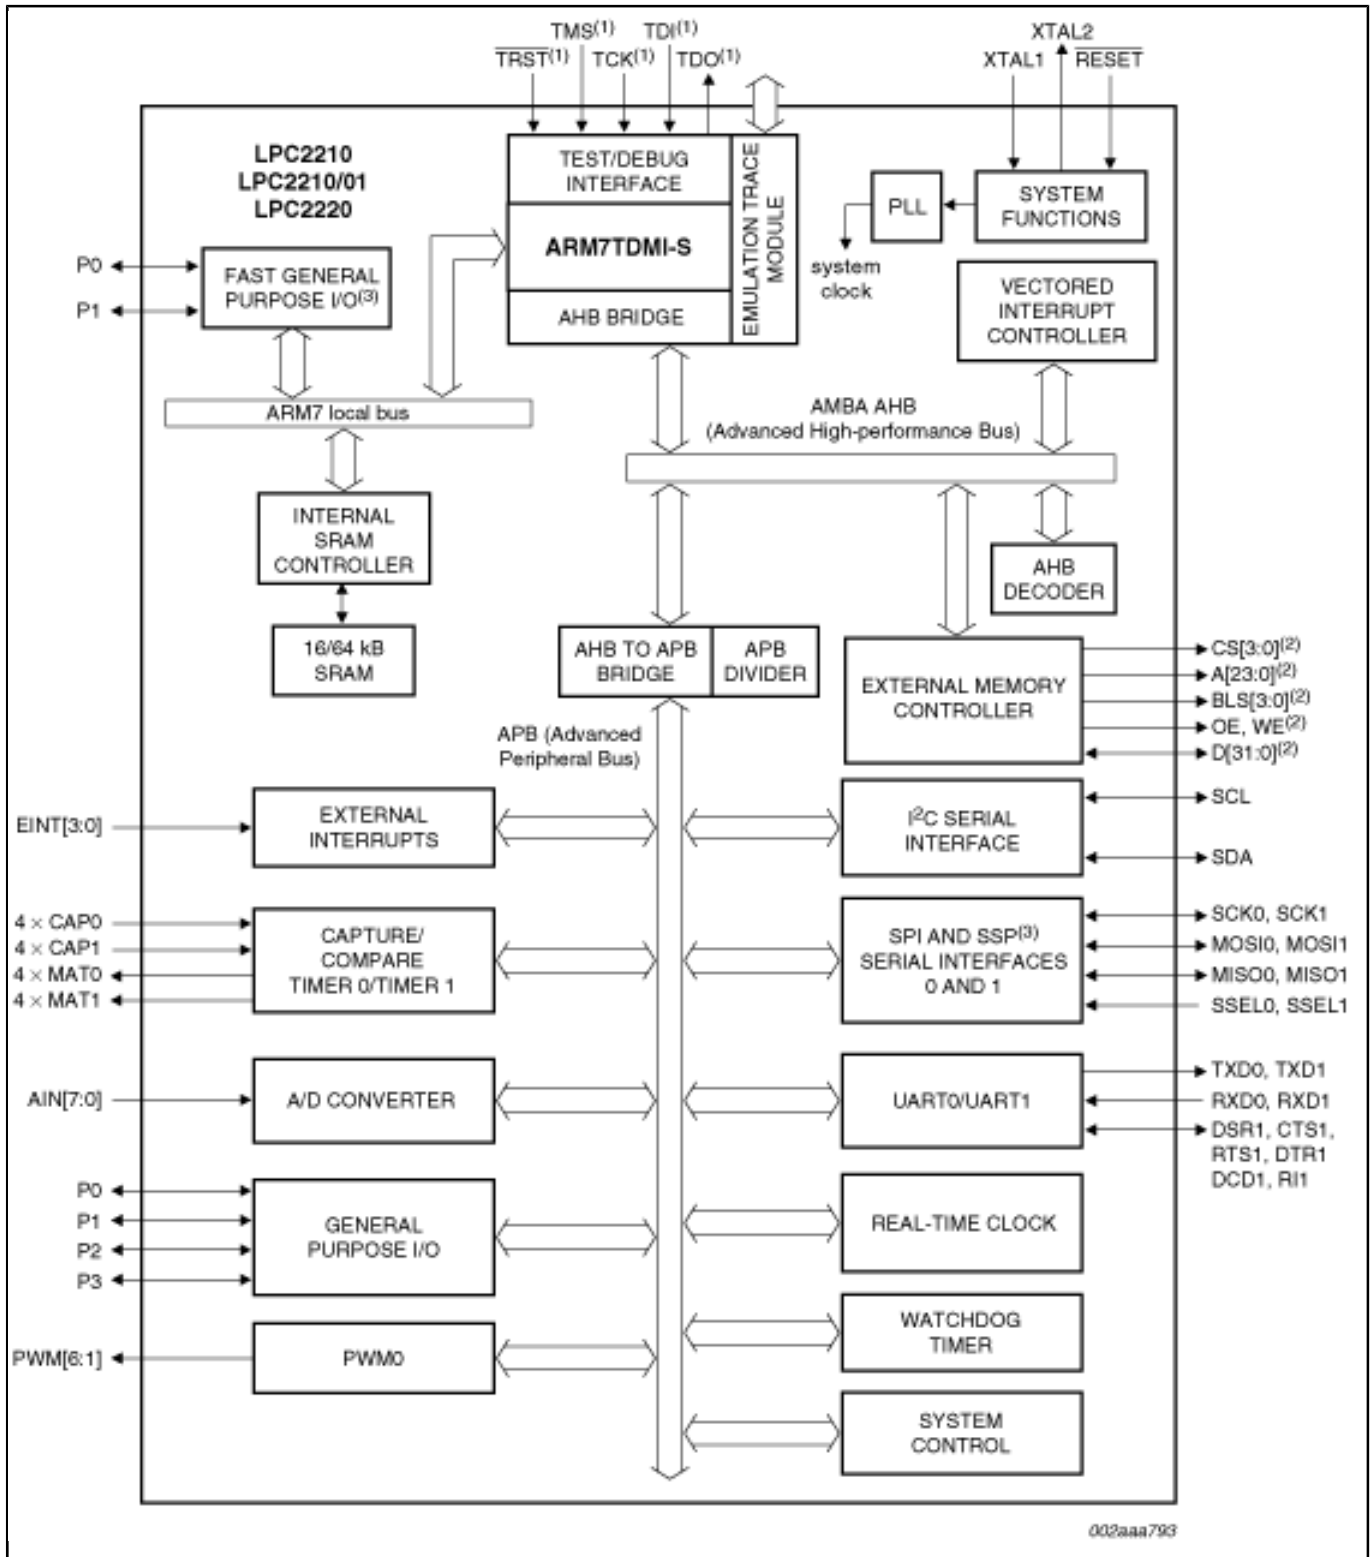 TMS(1) TDI(1)
TRST(1) TCK(1) TDO(1)
XTAL2
XTAL1 RESET
LPC2210
LPC2210/01
LPC2220
TEST/DEBUG
INTERFACE
ARM7TDMI-S
AHB BRIDGE
EMULATION TRACE
MODULE
PLL
SYSTEM
FUNCTIONS
system
clock
P0
P1
FAST GENERAL
PURPOSE I/O(3)
VECTORED
INTERRUPT
CONTROLLER
ARM7 local bus
AMBA AHB
(Advanced High-performance Bus)
INTERNAL
SRAM
CONTROLLER
16/64 kB
SRAM
AHB
DECODER
AHB TO APB
BRIDGE
APB
DIVIDER
EXTERNAL MEMORY
CONTROLLER
CS[3:0](2)
A[23:0](2)
BLS[3:0](2)
OE, WE(2)
D[31:0](2)
APB (Advanced
Peripheral Bus)
EINT[3:0]
EXTERNAL
INTERRUPTS
I2C SERIAL
INTERFACE
SCL
SDA
4 × CAP0
4 × CAP1
4 × MAT0
4 × MAT1
CAPTURE/
COMPARE
TIMER 0/TIMER 1
SPI AND SSP(3)
SERIAL INTERFACES
0 AND 1
SCK0, SCK1
MOSI0, MOSI1
MISO0, MISO1
SSEL0, SSEL1
AIN[7:0]
A/D CONVERTER
UART0/UART1
TXD0, TXD1
RXD0, RXD1
DSR1, CTS1,
RTS1, DTR1
DCD1, RI1
P0
P1
P2
P3
GENERAL
PURPOSE I/O
REAL-TIME CLOCK
PWM[6:1]
PWM0
WATCHDOG
TIMER
SYSTEM
CONTROL
002aaa793